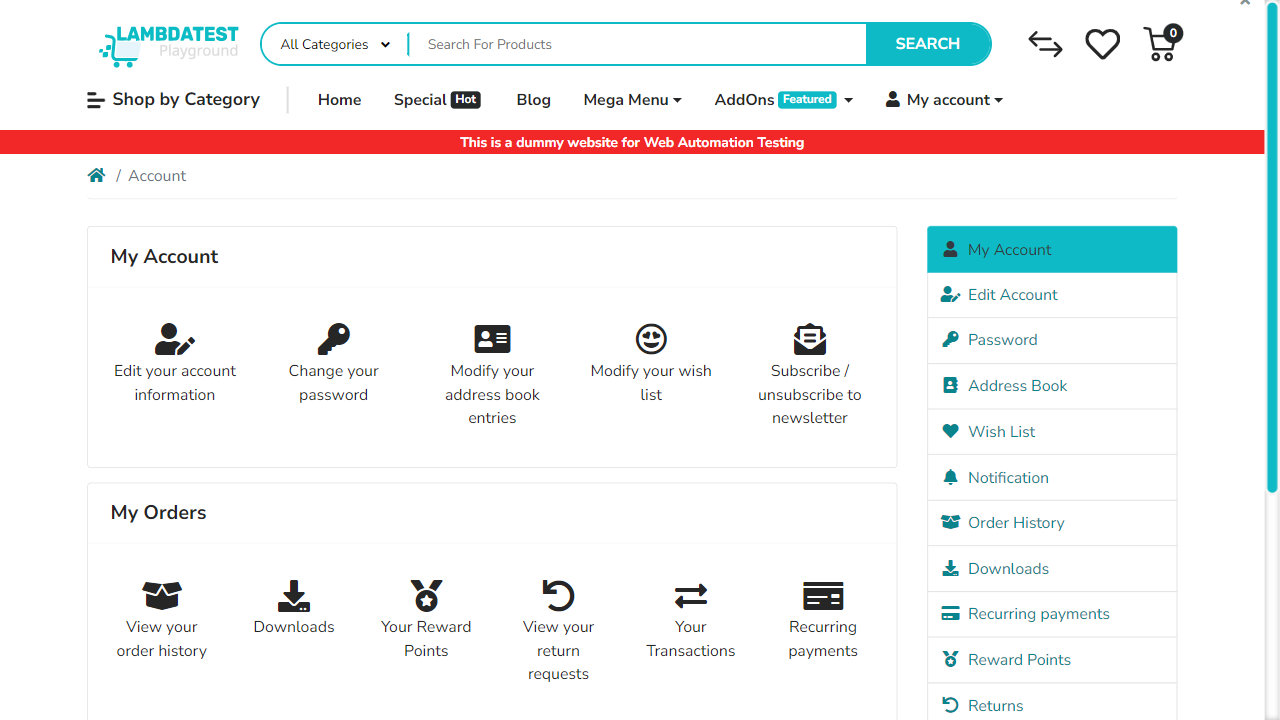 LAMBDATEST
Playground
All Categories
Search For Products
SEARCH
0
Shop by Category
Home
Special Hot
Blog
Mega Menu
AddOns Featured
My account
This is a dummy website for Web Automation Testing
/ Account
My Account
Edit your account
information
Change your
password
Modify your
address book
entries
Modify your wish
list
Subscribe /
unsubscribe to
newsletter
My Orders
View your
order history
Downloads
Your Reward
Points
View your
return
requests
Your
Transactions
Recurring
payments
My Account
Edit Account
Password
Address Book
Wish List
Notification
Order History
Downloads
Recurring payments
Reward Points
Returns